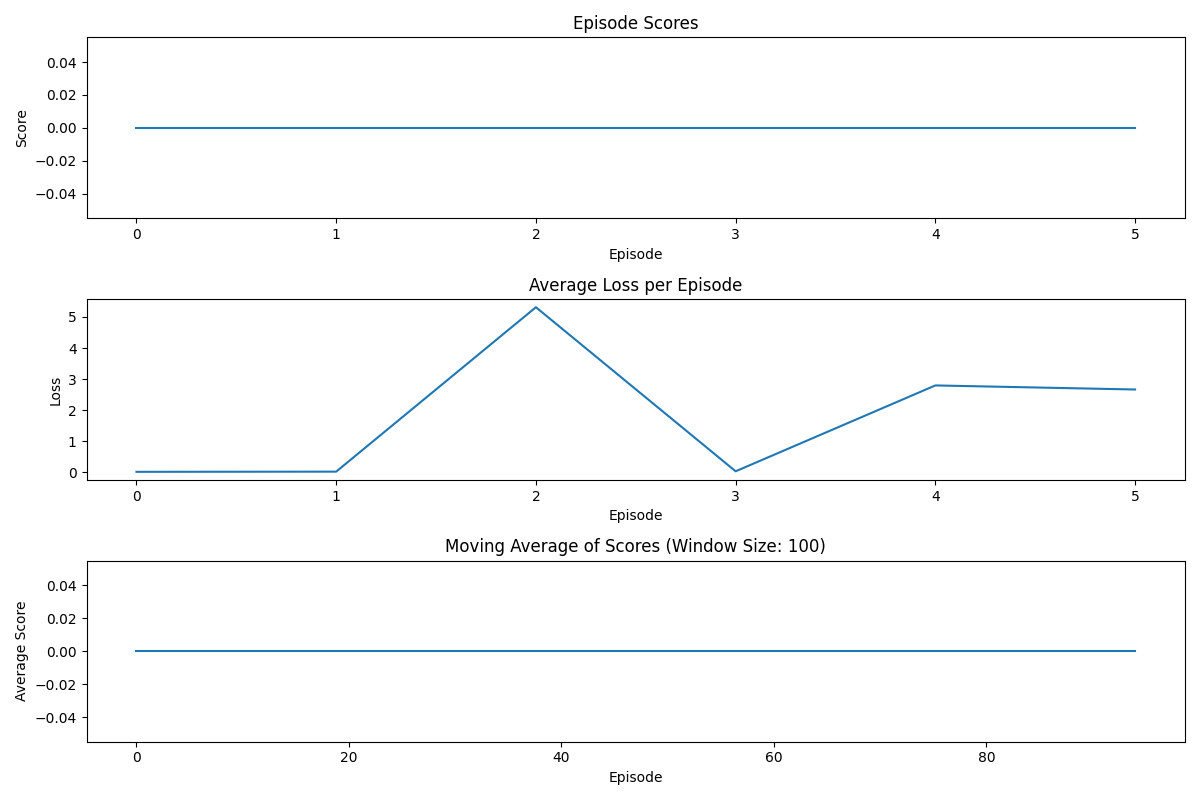 Episode Scores
0.04
0.02
0.00
−0.02
−0.04
Score
0 1 2 3 4 5
Episode
Average Loss per Episode
5
4
3
2
1
0
Loss
0 1 2 3 4 5
Episode
Moving Average of Scores (Window Size: 100)
0.04
0.02
0.00
−0.02
−0.04
Average Score
0 20 40 60 80
Episode